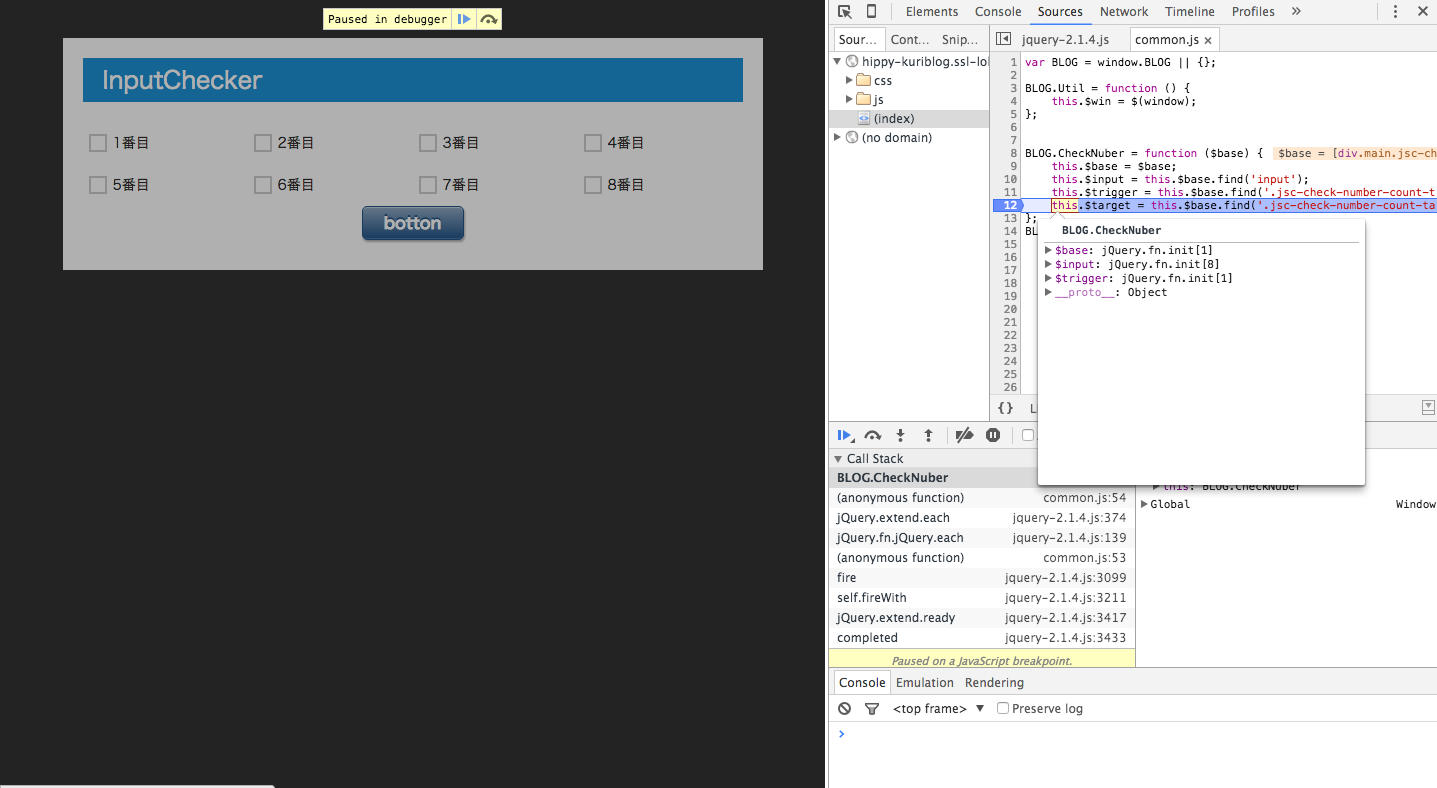 Paused in debugger
InputChecker
1番目 2番目 3番目 4番目
5番目 6番目 7番目 8番目
botton
Elements Console Sources Network Timeline Profiles »
Sour... Cont... Snip...
hippy-kuriblog.ssl-lol
css
js
(index)
(no domain)
jquery-2.1.4.js common.js ×
1 var BLOG = window.BLOG || {};
2
3 BLOG.Util = function () {
4 this.$win = $(window);
5 };
6
7
8 BLOG.CheckNuber = function ($base) { $base = [div.main.jsc-ch
9 this.$base = $base;
10 this.$input = this.$base.find('input');
11 this.$trigger = this.$base.find('.jsc-check-number-count-t
12 this.$target = this.$base.find('.jsc-check-number-count-ta
13 };
14 BL
15
16
17
18
19
20
21
22
23
24
25
26
BLOG.CheckNuber
$base: jQuery.fn.init[1]
$input: jQuery.fn.init[8]
$trigger: jQuery.fn.init[1]
__proto__: Object
{}
Call Stack
BLOG.CheckNuber
(anonymous function) common.js:54
jQuery.extend.each jquery-2.1.4.js:374
jQuery.fn.jQuery.each jquery-2.1.4.js:139
(anonymous function) common.js:53
fire jquery-2.1.4.js:3099
self.fireWith jquery-2.1.4.js:3211
jQuery.extend.ready jquery-2.1.4.js:3417
completed jquery-2.1.4.js:3433
Paused on a JavaScript breakpoint.
this: BLOG.CheckNuber
Global Window
Console Emulation Rendering
<top frame> Preserve log